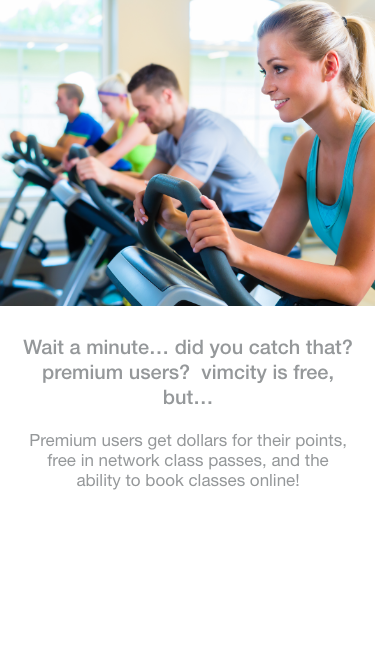 Wait a minute... did you catch that?
premium users?  vimcity is free,
but...
Premium users get dollars for their points,
free in network class passes, and the
ability to book classes online!